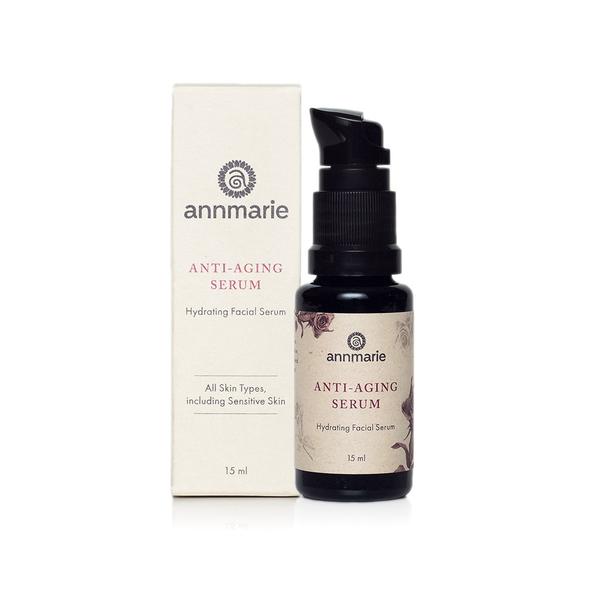 annmarie
ANTI-AGING
SERUM
Hydrating Facial Serum
All Skin Types,
including Sensitive Skin
15 ml
annmarie
ANTI-AGING
SERUM
Hydrating Facial Serum
15 ml